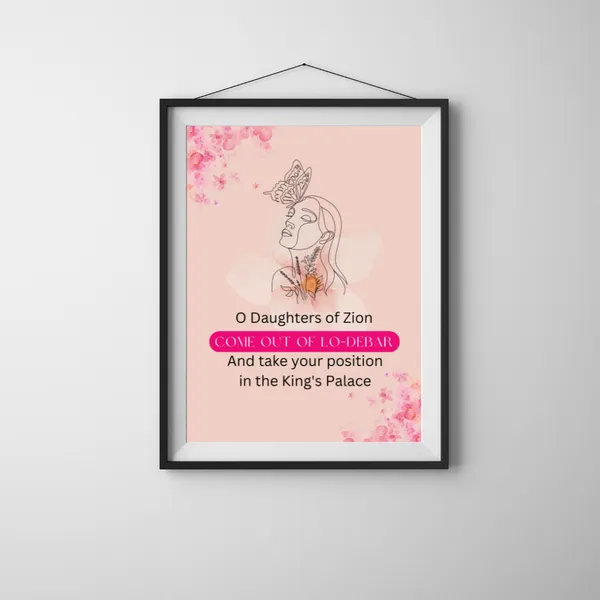 O Daughters of Zion
COME OUT OF LO-DEBAR
And take your position
in the King's Palace